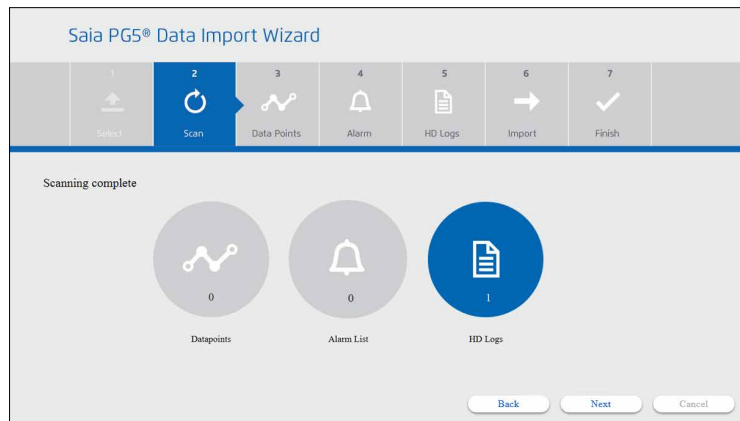 Saia PG5® Data Import Wizard
1 2 3 4 5 6 7
Select Scan Data Points Alarm HD Logs Import Finish
Scanning complete
0 0 1
Datapoints Alarm List HD Logs
Back Next Cancel